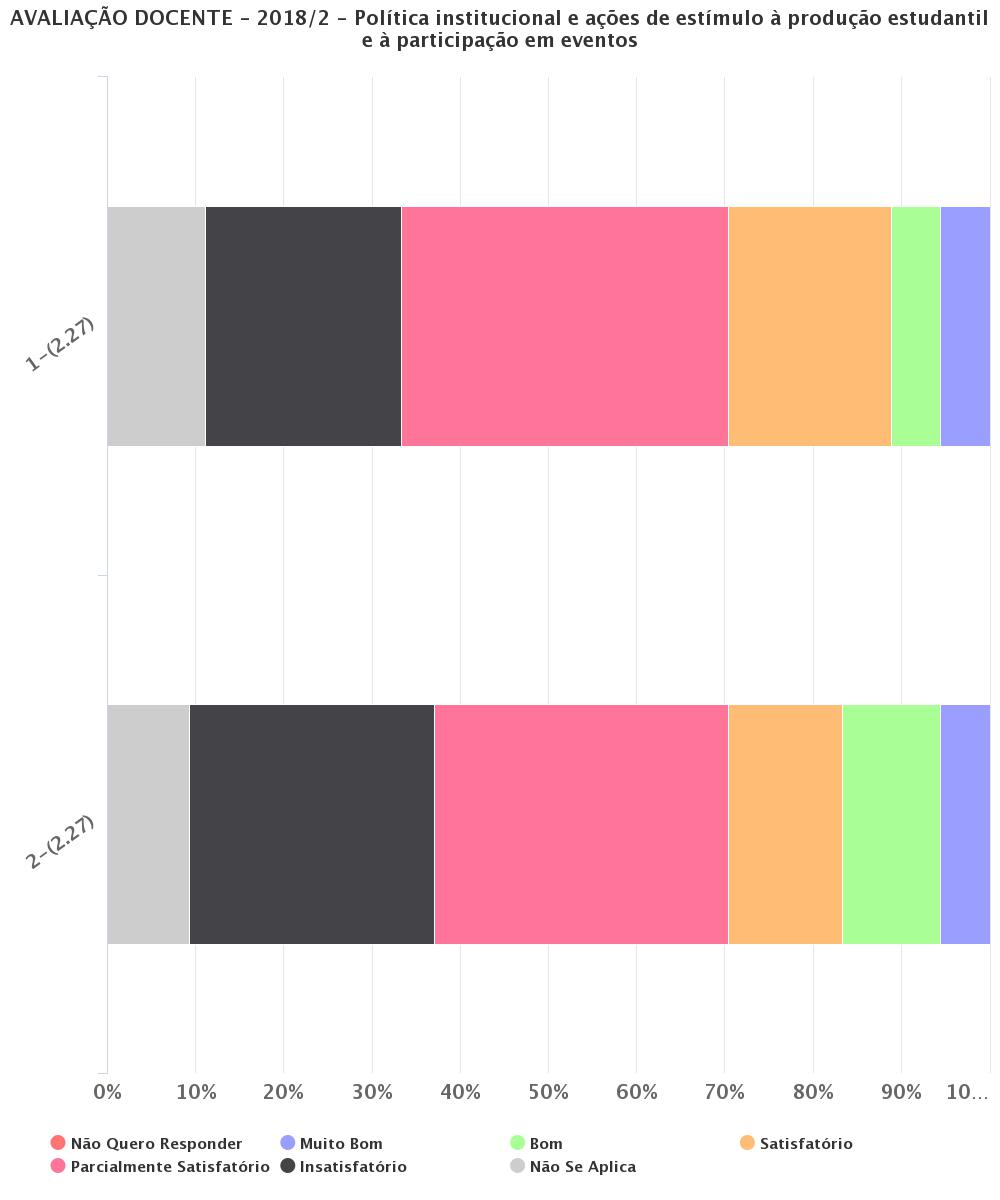 AVALIAÇÃO DOCENTE - 2018/2 - Política institucional e ações de estímulo à produção estudantil
e à participação em eventos
1-(2.27)
2-(2.27)
0% 10% 20% 30% 40% 50% 60% 70% 80% 90% 10...
Não Quero Responder Muito Bom Bom Satisfatório
Parcialmente Satisfatório Insatisfatório Não Se Aplica